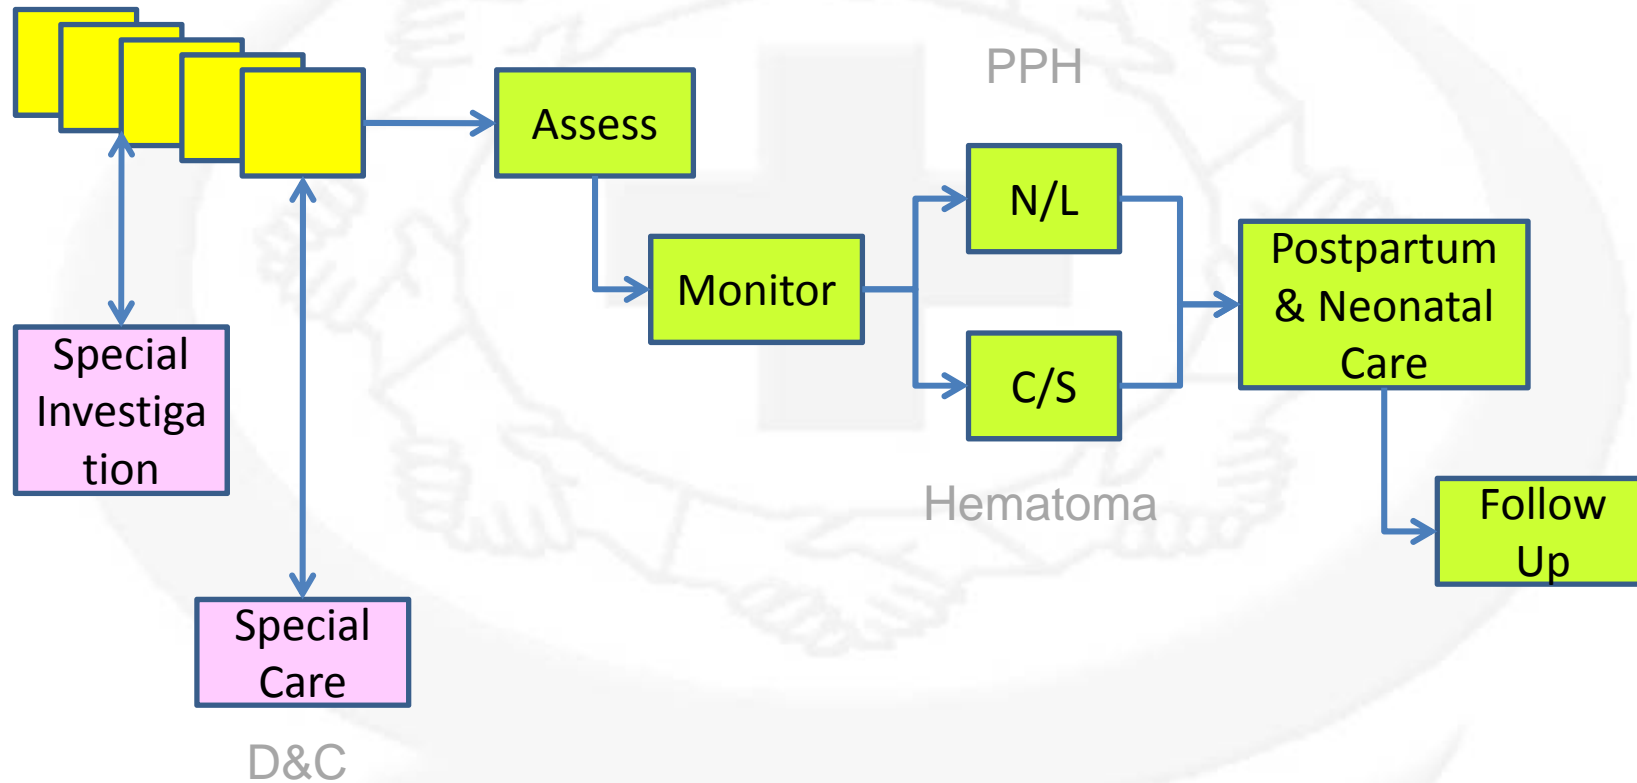 PPH
Assess
N/L
Monitor
Postpartum
& Neonatal
Care
Special
Investiga
tion
C/S
Hematoma
Follow
Up
Special
Care
D&C